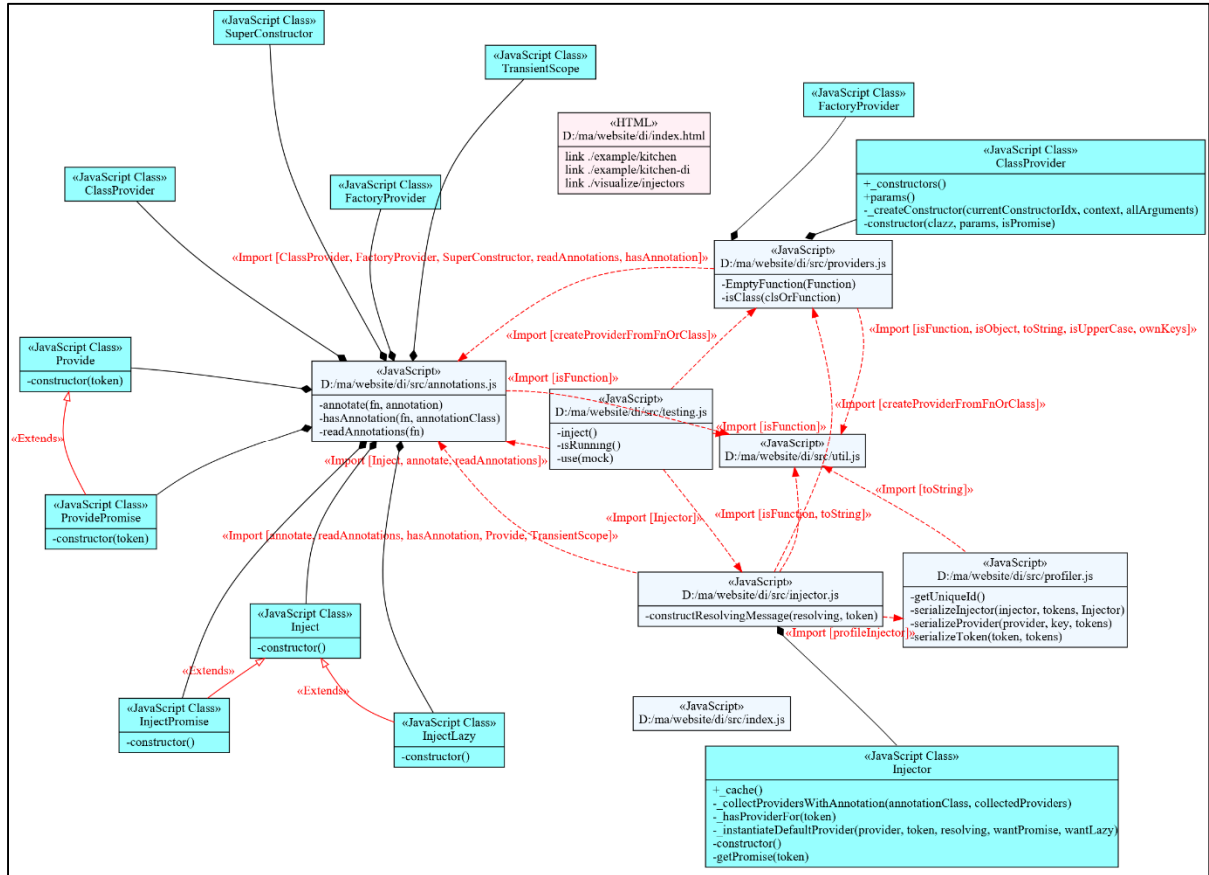 «JavaScript Class»
SuperConstructor
«JavaScript Class»
TransientScope
«JavaScript Class»
FactoryProvider
«HTML»
D:/ma/website/di/index.html
link ./example/kitchen
link ./example/kitchen-di
link ./visualize/injectors
«JavaScript Class»
ClassProvider
+_constructors()
+params()
-_createConstructor(currentConstructorIdx, context, allArguments)
-constructor(clazz, params, isPromise)
«JavaScript Class»
ClassProvider
«JavaScript Class»
FactoryProvider
«JavaScript»
D:/ma/website/di/src/providers.js
-EmptyFunction(Function)
-isClass(clsOrFunction)
«Import [ClassProvider, FactoryProvider, SuperConstructor, readAnnotations, hasAnnotation]»
«Import [createProviderFromFnOrClass]»
«Import [isFunction, isObject, toString, isUpperCase, ownKeys]»
«JavaScript Class»
Provide
-constructor(token)
«JavaScript»
D:/ma/website/di/src/annotations.js
-annotate(fn, annotation)
-hasAnnotation(fn, annotationClass)
-readAnnotations(fn)
«Import [isFunction]»
«JavaScript»
D:/ma/website/di/src/testing.js
-inject()
-isRunning()
-use(mock)
«Import [createProviderFromFnOrClass]»
«Import [isFunction]»
«JavaScript»
D:/ma/website/di/src/util.js
«Extends»
«Import [Inject, annotate, readAnnotations]»
«Import [toString]»
«JavaScript Class»
ProvidePromise
-constructor(token)
«Import [Injector]»
«Import [isFunction, toString]»
«Import [annotate, readAnnotations, hasAnnotation, Provide, TransientScope]»
«JavaScript»
D:/ma/website/di/src/profiler.js
-getUniqueId()
-serializeInjector(injector, tokens, Injector)
-serializeProvider(provider, key, tokens)
-serializeToken(token, tokens)
«JavaScript»
D:/ma/website/di/src/injector.js
-constructResolvingMessage(resolving, token)
«Import [profileInjector]»
«JavaScript Class»
Inject
-constructor()
«Extends»
«Extends»
«JavaScript Class»
InjectPromise
-constructor()
«JavaScript Class»
InjectLazy
-constructor()
«JavaScript»
D:/ma/website/di/src/index.js
«JavaScript Class»
Injector
+_cache()
-_collectProvidersWithAnnotation(annotationClass, collectedProviders)
-_hasProviderFor(token)
-_instantiateDefaultProvider(provider, token, resolving, wantPromise, wantLazy)
-constructor()
-getPromise(token)